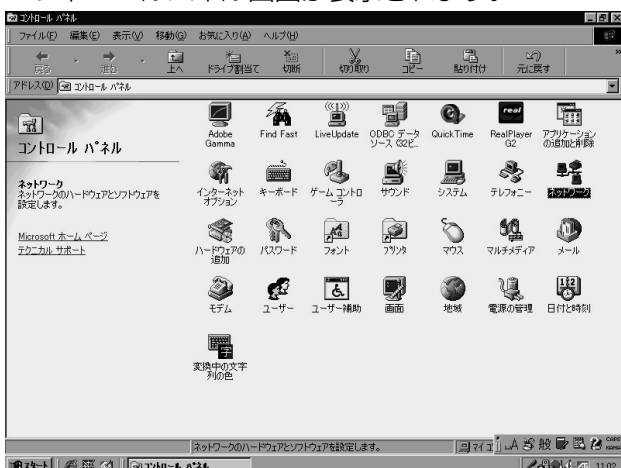 コントロール パネル
ファイル(F) 編集(E) 表示(V) 移動(G) お気に入り(A) ヘルプ(H)
戻る 進む 上へ ドライブ割当て 切断 切り取り コピー 貼り付け 元に戻す »
アドレス(D) コントロール パネル
コントロール パネル
ネットワーク
ネットワークのハードウェアとソフトウェアを
設定します。
Microsoft ホーム ページ
テクニカル サポート
Adobe
Gamma
Find Fast
LiveUpdate
ODBC データ
ソース (32ビ..
QuickTime
real
RealPlayer
G2
アプリケーション
の追加と削除
インターネット
オプション
キーボード
ゲーム コントロ
ーラ
サウンド
システム
テレフォニー
ネットワーク
ハードウェアの
追加
パスワード
フォント
プリンタ
マウス
マルチメディア
メール
モデム
ユーザー
ユーザー補助
画面
地域
電源の管理
日付と時刻
字
変換中の文字
列の色
ネットワークのハードウェアとソフトウェアを設定します。
マイ コ
A 般
CAPS
KANA
スタート コントロール パネル 11:02